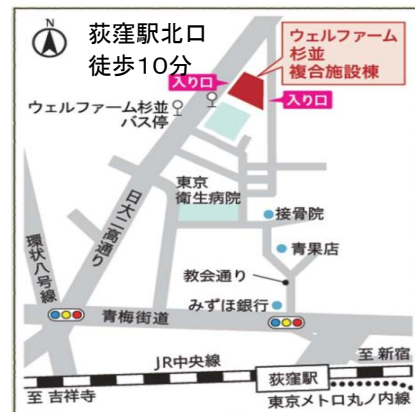 N
荻窪駅北口
徒歩10分
ウェルファーム
杉並
複合施設棟
入り口
入り口
ウェルファーム杉並
バス停
日大二高通り
東京
衛生病院
接骨院
青果店
環状八号線
教会通り
みずほ銀行
青梅街道
JR中央線
至 新宿
荻窪駅
至 吉祥寺
東京メトロ丸ノ内線